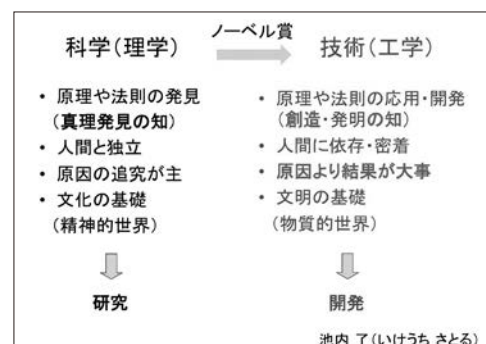 ノーベル賞
科学(理学)
技術(工学)
・ 原理や法則の発見
(真理発見の知)
・ 人間と独立
・ 原因の追究が主
・ 文化の基礎
(精神的世界)
研究
・ 原理や法則の応用・開発
(創造・発明の知)
・ 人間に依存・密着
・ 原因より結果が大事
・ 文明の基礎
(物質的世界)
開発
池内 了(いけうち さとる)